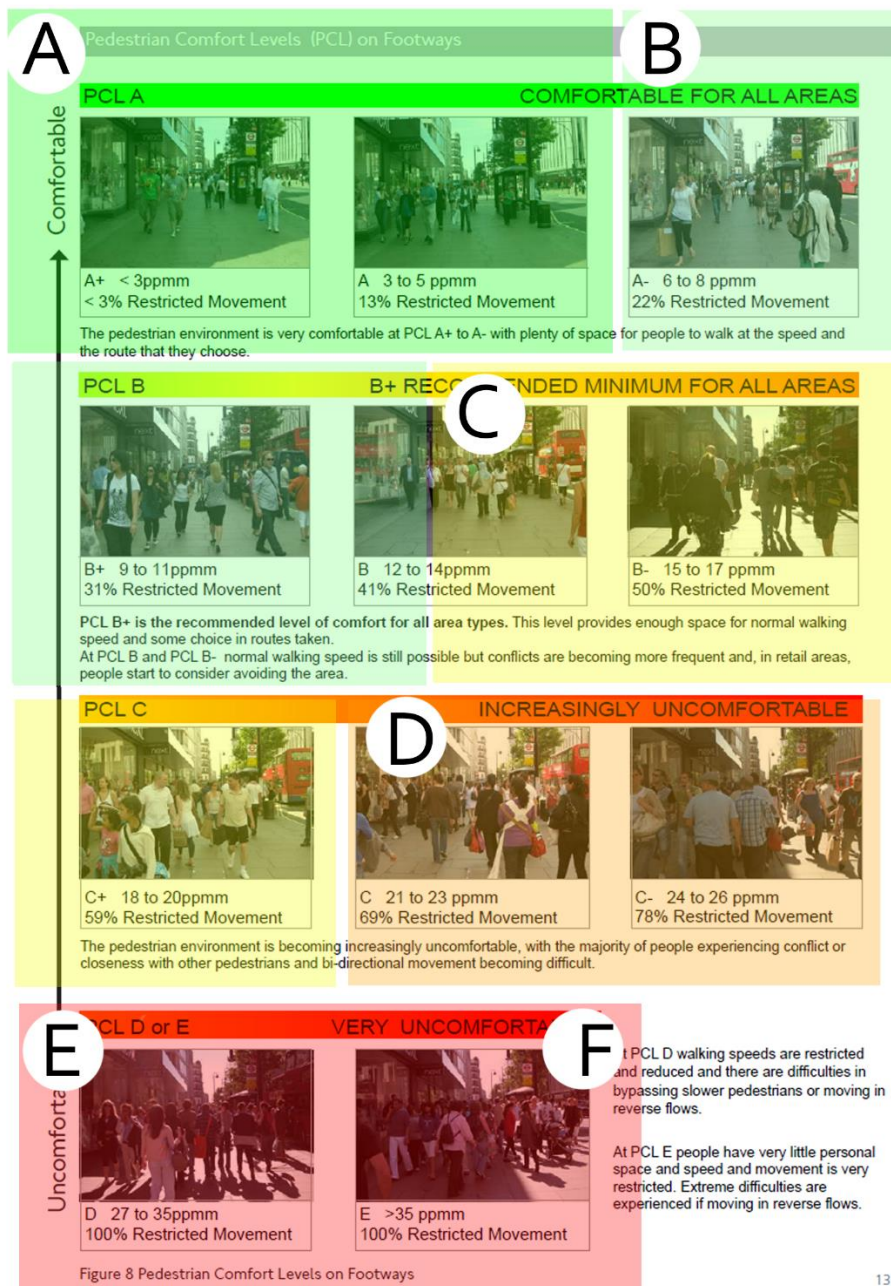 A
B
Pedestrian Comfort Levels (PCL) on Footways
Comfortable
PCL A COMFORTABLE FOR ALL AREAS
A+ < 3ppmm
< 3% Restricted Movement
A 3 to 5 ppmm
13% Restricted Movement
A- 6 to 8 ppmm
22% Restricted Movement
The pedestrian environment is very comfortable at PCL A+ to A- with plenty of space for people to walk at the speed and
the route that they choose.
C
PCL B B+ RECOMMENDED MINIMUM FOR ALL AREAS
B+ 9 to 11ppmm
31% Restricted Movement
B 12 to 14ppmm
41% Restricted Movement
B- 15 to 17 ppmm
50% Restricted Movement
PCL B+ is the recommended level of comfort for all area types. This level provides enough space for normal walking
speed and some choice in routes taken.
At PCL B and PCL B- normal walking speed is still possible but conflicts are becoming more frequent and, in retail areas,
people start to consider avoiding the area.
PCL C INCREASINGLY UNCOMFORTABLE
D
C+ 18 to 20ppmm
59% Restricted Movement
C 21 to 23 ppmm
69% Restricted Movement
C- 24 to 26 ppmm
78% Restricted Movement
The pedestrian environment is becoming increasingly uncomfortable, with the majority of people experiencing conflict or
closeness with other pedestrians and bi-directional movement becoming difficult.
E
F
PCL D or E VERY UNCOMFORTA
Uncomforta
D 27 to 35ppmm
100% Restricted Movement
E >35 ppmm
100% Restricted Movement
At PCL D walking speeds are restricted
and reduced and there are difficulties in
bypassing slower pedestrians or moving in
reverse flows.
At PCL E people have very little personal
space and speed and movement is very
restricted. Extreme difficulties are
experienced if moving in reverse flows.
Figure 8 Pedestrian Comfort Levels on Footways
13